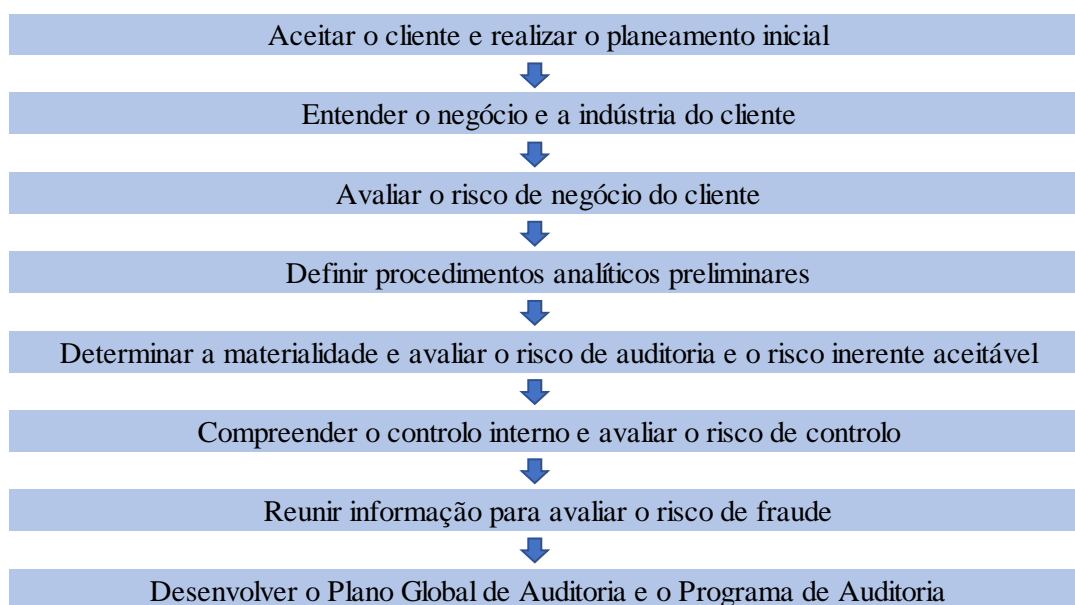 Aceitar o cliente e realizar o planeamento inicial
Entender o negócio e a indústria do cliente
Avaliar o risco de negócio do cliente
Definir procedimentos analíticos preliminares
Determinar a materialidade e avaliar o risco de auditoria e o risco inerente aceitável
Compreender o controlo interno e avaliar o risco de controlo
Reunir informação para avaliar o risco de fraude
Desenvolver o Plano Global de Auditoria e o Programa de Auditoria